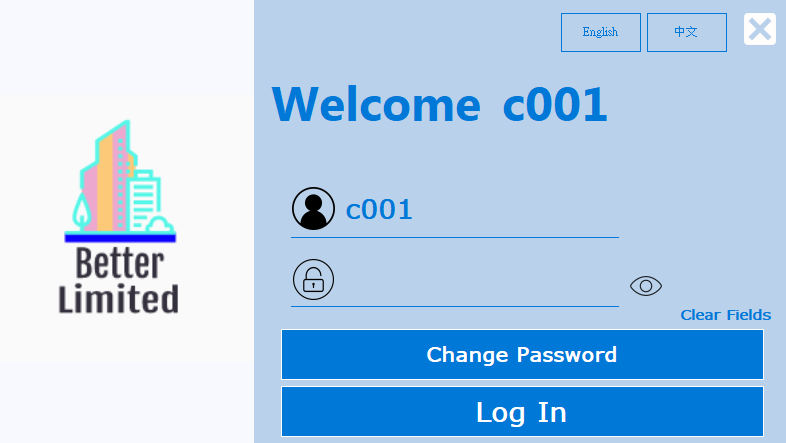 English
中文
Welcome c001
c001
Better
Limited
Clear Fields
Change Password
Log In